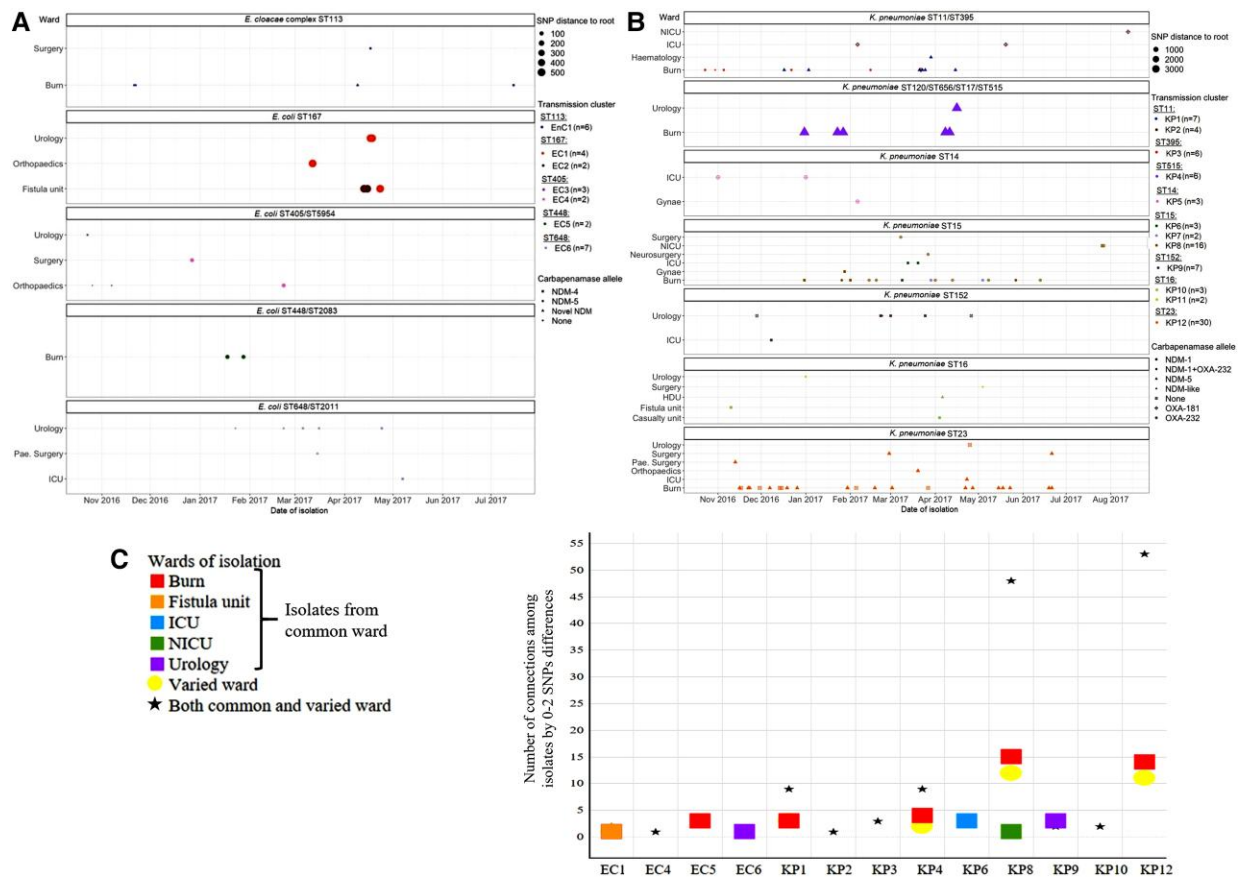 A
E. cloacae complex ST113
Surgery
Burn
E. coli ST167
Urology
Orthopaedics
Fistula unit
E. coli ST405/ST5954
Urology
Surgery
Orthopaedics
E. coli ST448/ST2083
Burn
E. coli ST648/ST2011
Urology
Pae. Surgery
ICU
Nov 2016 Dec 2016 Jan 2017 Feb 2017 Mar 2017 Apr 2017 May 2017 Jun 2017 Jul 2017
Date of isolation
SNP distance to root
100
200
300
400
500
Transmission cluster
ST113:
EnC1(n=6)
ST167:
EC1(n=4)
EC2(n=2)
ST405:
EC3(n=3)
EC4(n=2)
ST448:
EC5(n=2)
ST648:
EC6(n=7)
Carbapenamase allele
NDM-4
NDM-5
Novel NDM
None
B
Ward
K. pneumoniae ST11/ST395
NICU
ICU
Haematology
Burn
K. pneumoniae ST120/ST656/ST17/ST515
Urology
Burn
K. pneumoniae ST14
ICU
Gynae
K. pneumoniae ST15
Surgery
NICU
Neurosurgery
ICU
Gynae
Burn
K. pneumoniae ST152
Urology
ICU
K. pneumoniae ST16
Urology
Surgery
HDU
Fistula unit
Casualty unit
K. pneumoniae ST23
Urology
Surgery
Pae. Surgery
Orthopaedics
ICU
Burn
Nov 2016 Dec 2016 Jan 2017 Feb 2017 Mar 2017 Apr 2017 May 2017 Jun 2017 Jul 2017 Aug 2017
Date of isolation
SNP distance to root
1000
2000
3000
Transmission cluster
ST11:
KP1(n=7)
KP2 (n=4)
ST395:
KP3 (n=6)
ST515:
KP4(n=6)
ST14:
KP5(n=3)
ST15:
KP6(n=3)
KP7(n=2)
KP8(n=16)
ST152:
KP9(n=7)
ST16:
KP10(n=3)
KP11(n=2)
ST23:
KP12(n=30)
Carbapenamase allele
NDM-1
NDM-1+OXA-232
NDM-5
NDM-like
None
OXA-181
OXA-232
C
Wards of isolation
Burn
Fistula unit
ICU
NICU
Urology
Varied ward
Both common and varied ward
Isolates from
common ward
Number of connections among
isolates by 0-2 SNPs differences
55
50
45
40
35
30
25
20
15
10
5
0
EC1 EC4 EC5 EC6 KP1 KP2 KP3 KP4 KP6 KP8 KP9 KP10 KP12